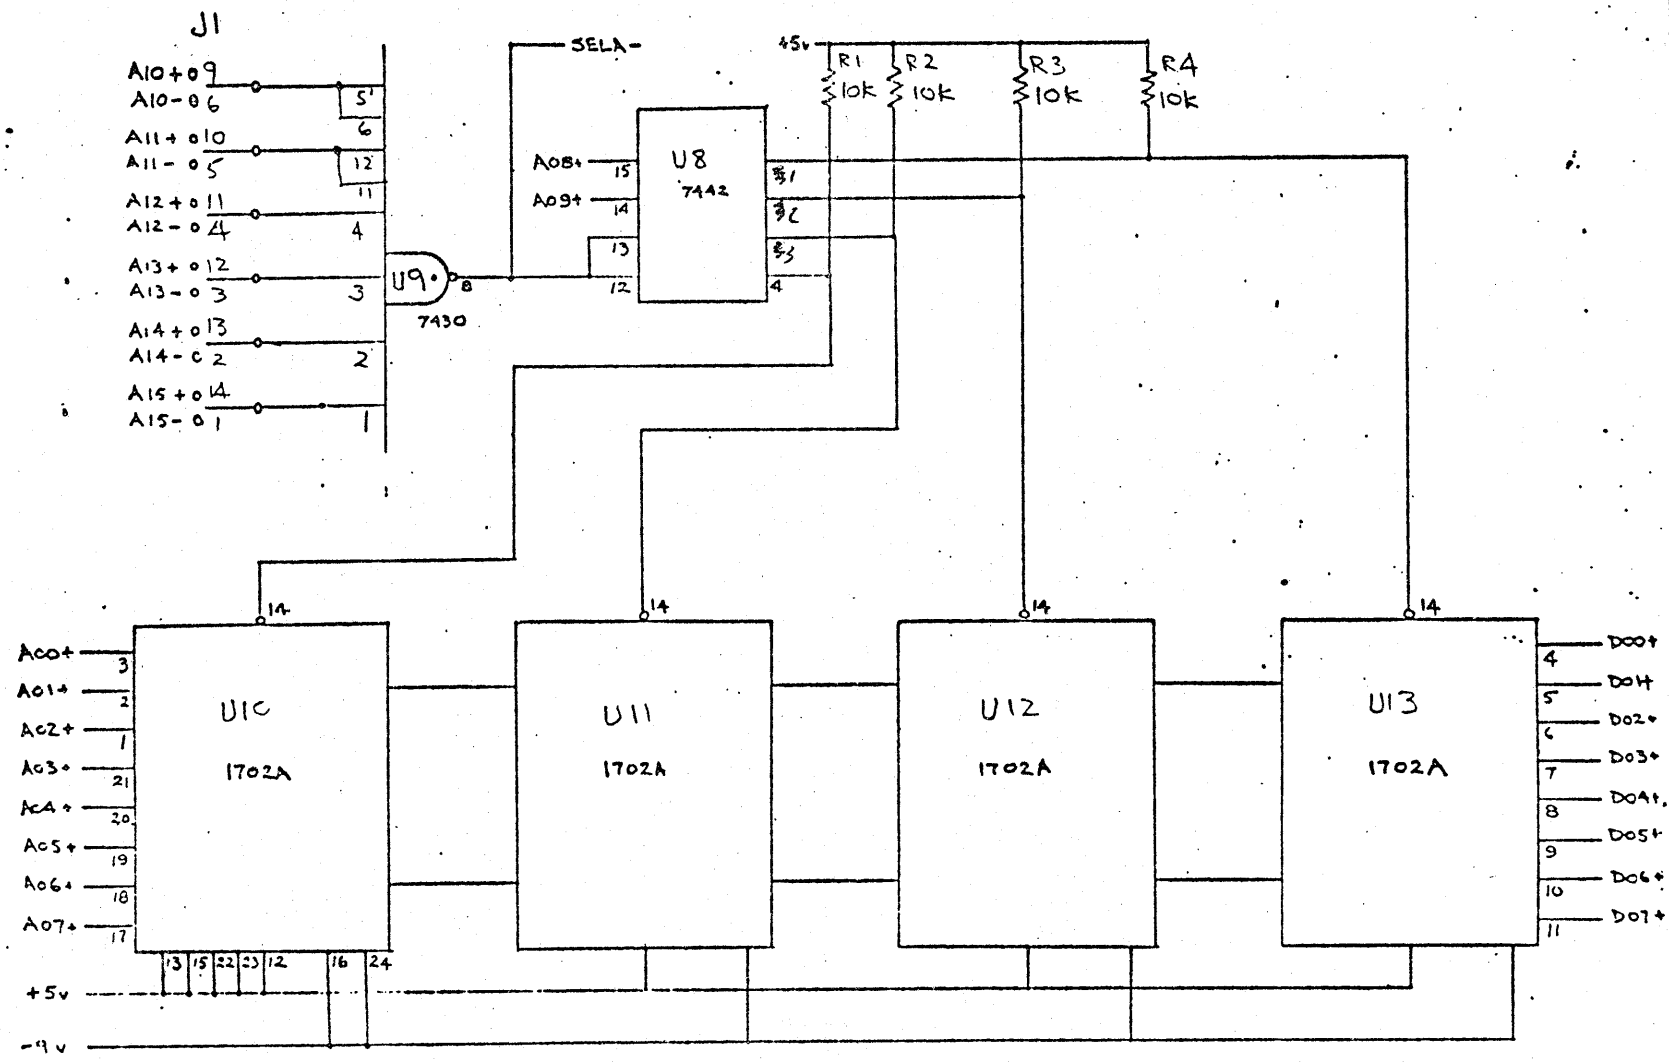 J1
SELA-
+5v
A10+ o 9
A10- o 6
5
6
R1
10K
R2
10K
R3
10K
R4
10K
A11+ o 10
A11- o 5
12
11
A08+
15
U8
7442
1
A09+
14
2
A12+ o 11
A12- o 4
4
13
3
A13+ o 12
A13- o 3
3
U9
8
7430
12
4
A14+ o 13
A14- o 2
2
A15+ o 14
A15- o 1
1
14
14
14
14
A00+
3
A01+
2
A02+
1
A03+
21
A04+
20
A05+
19
A06+
18
A07+
17
U10
1702A
U11
1702A
U12
1702A
U13
1702A
4
D00+
5
D01+
6
D02+
7
D03+
8
D04+
9
D05+
10
D06+
11
D07+
13 15 22 23 12 16 24
+5v
-9v